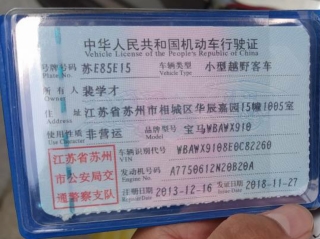 中华人民共和国机动车行驶证
Vehicle License of the People's Republic of China
号牌号码 苏E85E15 车辆类型 小型越野客车
Plate No. Vehicle Type
所有人 裴学才
Owner
住址 江苏省苏州市相城区华辰嘉园15幢1005室
Address
使用性质 非营运 品牌型号 宝马WBAWX910
Use Character Model
江苏省苏州市公安局交通警察支队
车辆识别代号 WBAWX9108E0C82260
VIN
发动机号码 A7750612N20B20A
Engine No.
注册日期 2013-12-16 发证日期 2018-11-27
Register Date Issue Date